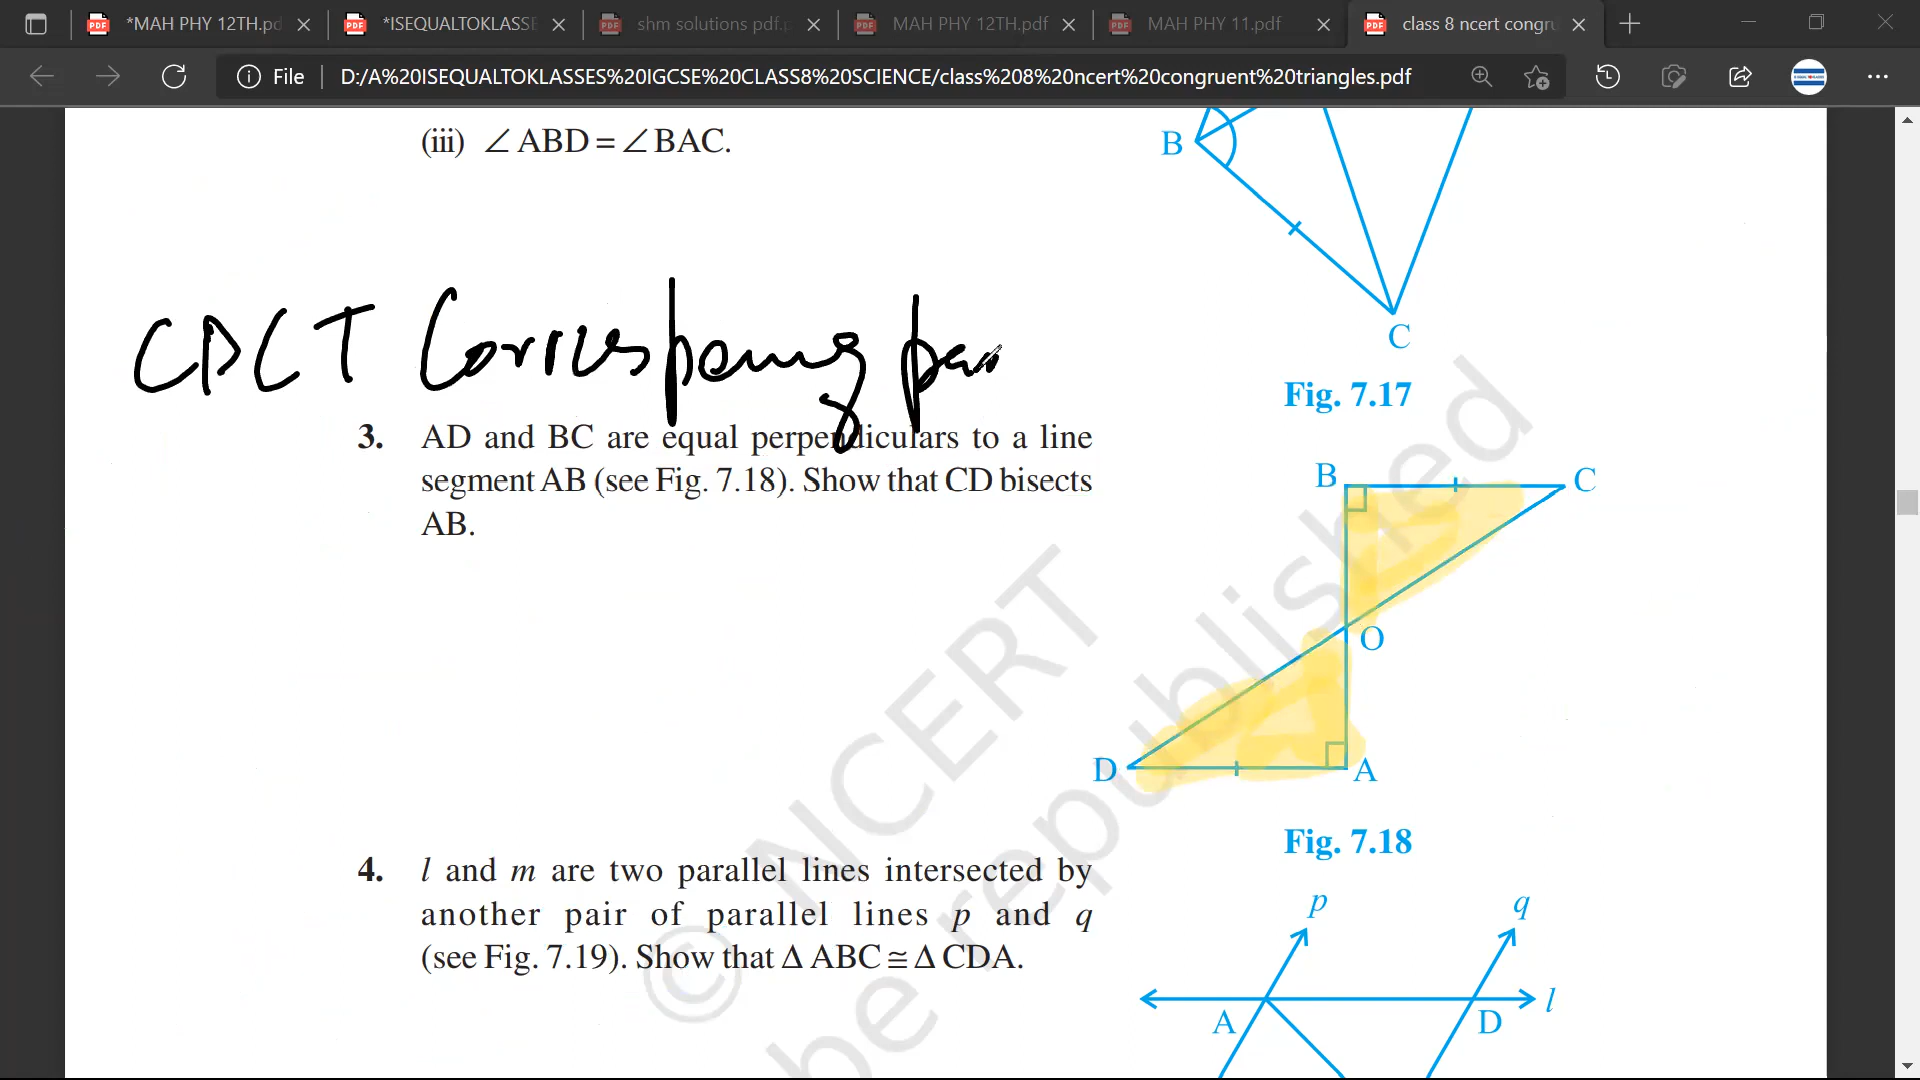 *MAH PHY 12TH.pd
*ISEQUALTOKLASSE
shm solutions pdf.p
MAH PHY 12TH.pdf
MAH PHY 11.pdf
class 8 ncert congru
File
D:/A%20ISEQUALTOKLASSES%20IGCSE%20CLASS8%20SCIENCE/class%208%20ncert%20congruent%20triangles.pdf
(iii) ∠ABD = ∠BAC.
B
C
Fig. 7.17
CPCT Correspong par
3. AD and BC are equal perpendiculars to a line
segment AB (see Fig. 7.18). Show that CD bisects
AB.
B
C
O
D
A
Fig. 7.18
4. l and m are two parallel lines intersected by
another pair of parallel lines p and q
(see Fig. 7.19). Show that Δ ABC ≅ Δ CDA.
p
q
l
A
D
© NCERT
be republished